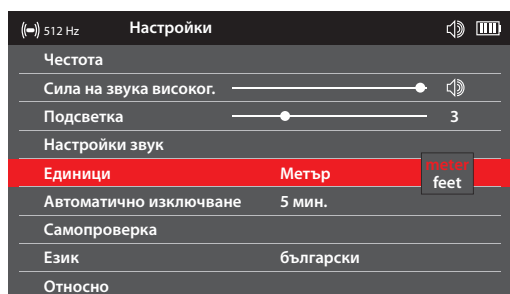 512 Hz Настройки
Честота
Сила на звука високог.
Подсветка 3
Настройки звук
Единици Метър meter
feet
Автоматично изключване 5 мин.
Самопроверка
Език български
Относно